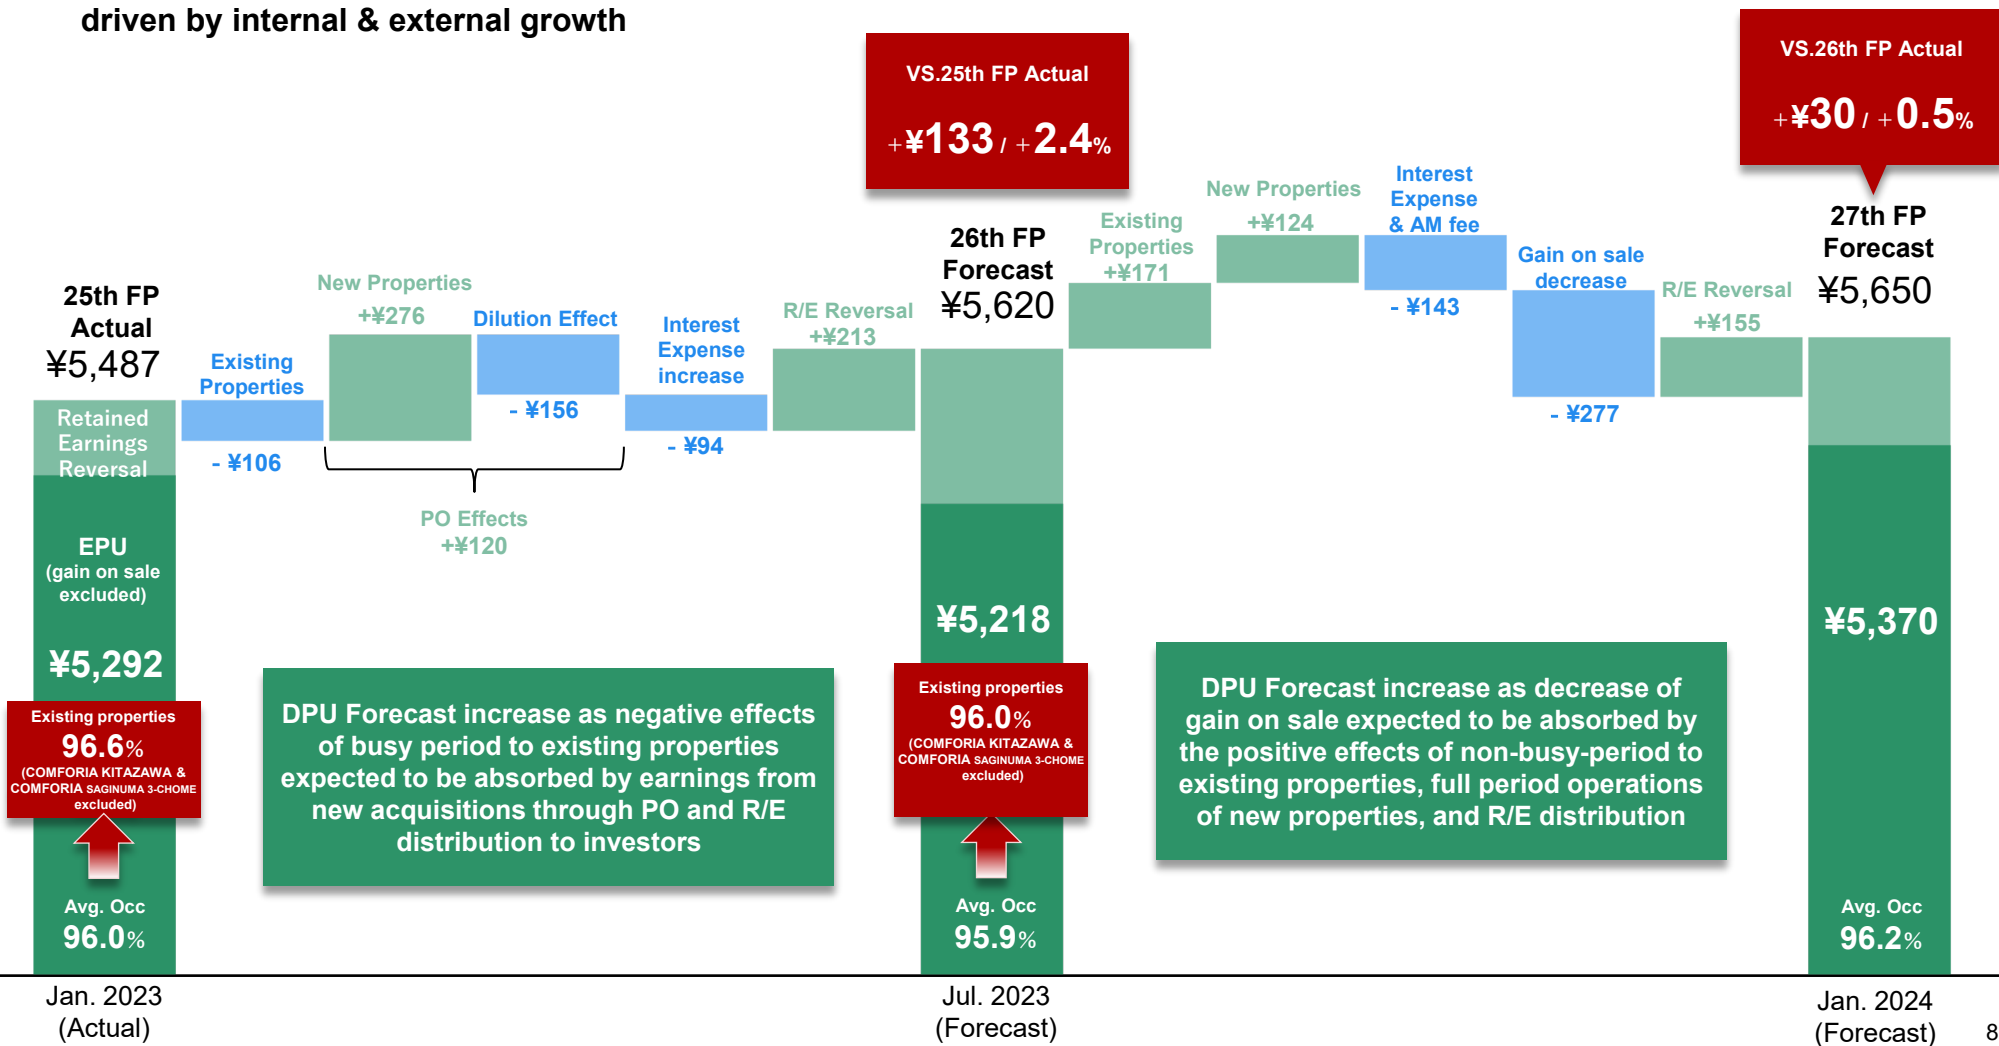 driven by internal & external growth
VS.25th FP Actual
+¥133 / +2.4%
VS.26th FP Actual
+¥30 / +0.5%
25th FP
Actual
¥5,487
Retained
Earnings
Reversal
EPU
(gain on sale
excluded)
¥5,292
Existing properties
96.6%
(COMFORIA KITAZAWA &
COMFORIA SAGINUMA 3-CHOME
excluded)
Avg. Occ
96.0%
Existing
Properties
- ¥106
New Properties
+¥276
Dilution Effect
- ¥156
PO Effects
+¥120
Interest
Expense
increase
- ¥94
R/E Reversal
+¥213
DPU Forecast increase as negative effects
of busy period to existing properties
expected to be absorbed by earnings from
new acquisitions through PO and R/E
distribution to investors
26th FP
Forecast
¥5,620
¥5,218
Existing properties
96.0%
(COMFORIA KITAZAWA &
COMFORIA SAGINUMA 3-CHOME
excluded)
Avg. Occ
95.9%
Existing
Properties
+¥171
New Properties
+¥124
Interest
Expense
& AM fee
- ¥143
Gain on sale
decrease
- ¥277
R/E Reversal
+¥155
DPU Forecast increase as decrease of
gain on sale expected to be absorbed by
the positive effects of non-busy-period to
existing properties, full period operations
of new properties, and R/E distribution
27th FP
Forecast
¥5,650
¥5,370
Avg. Occ
96.2%
Jan. 2023
(Actual)
Jul. 2023
(Forecast)
Jan. 2024
(Forecast)
8